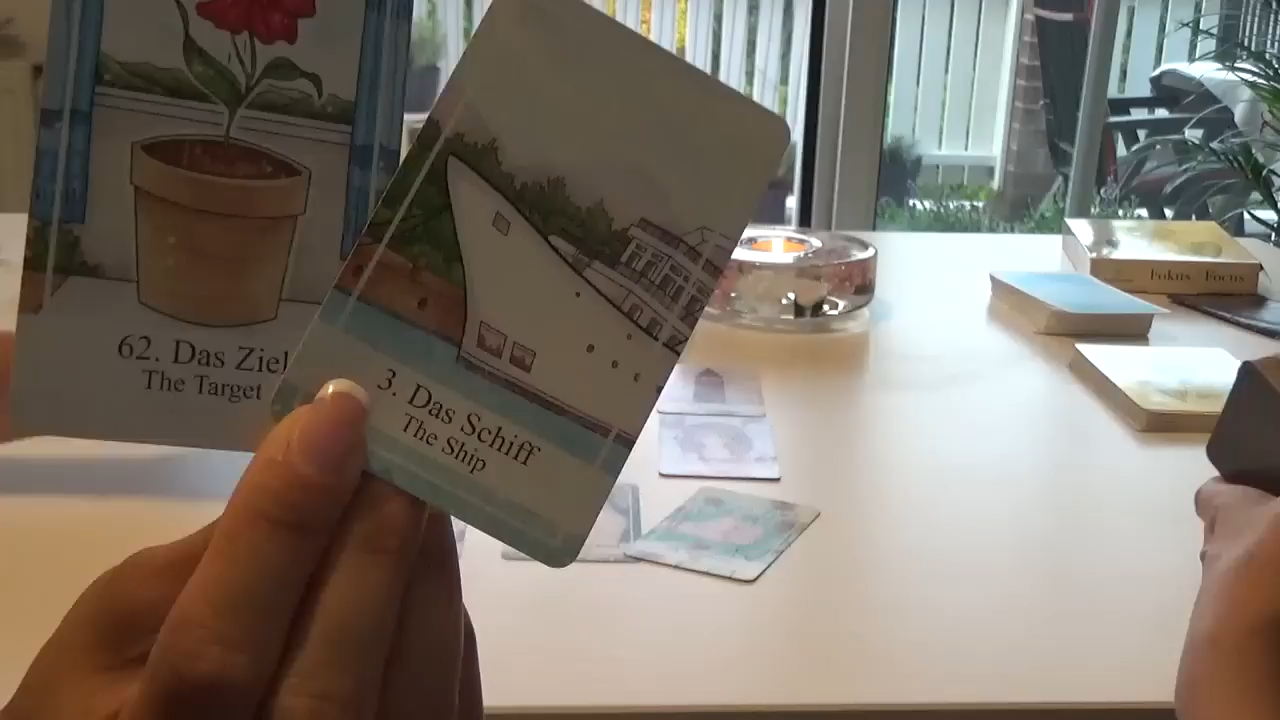 62. Das Ziel
The Target
3. Das Schiff
The Ship
Fokus Focus